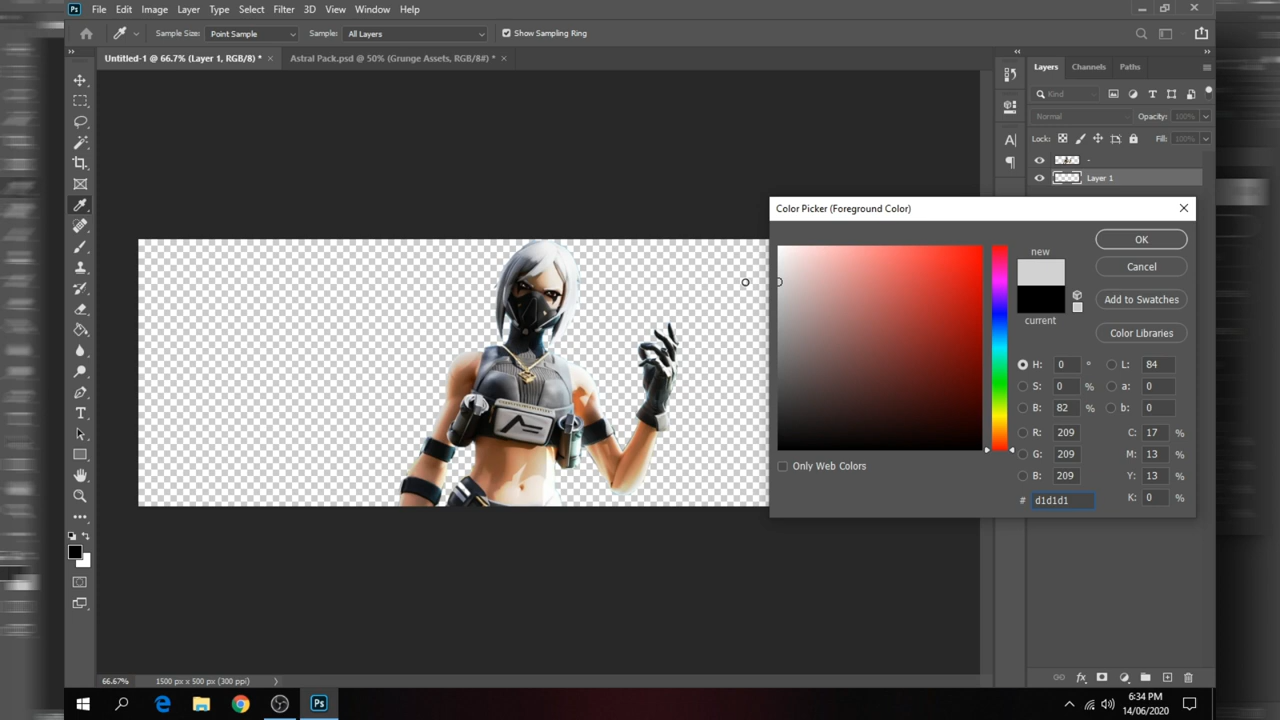 Ps File Edit Image Layer Type Select Filter 3D View Window Help
Sample Size: Point Sample Sample: All Layers Show Sampling Ring
Untitled-1 @ 66.7% (Layer 1, RGB/8) * × Astral Pack.psd @ 50% (Grunge Assets, RGB/8#) * ×
Layers Channels Paths
Kind
Normal Opacity: 100%
Lock: Fill: 100%
-
Layer 1
Color Picker (Foreground Color)
new
current
OK
Cancel
Add to Swatches
Color Libraries
H: 0 ° L: 84
S: 0 % a: 0
B: 82 % b: 0
R: 209 C: 17 %
G: 209 M: 13 %
B: 209 Y: 13 %
# d1d1d1 K: 0 %
Only Web Colors
66.67% 1500 px x 500 px (300 ppi)
Ps
6:34 PM
14/06/2020